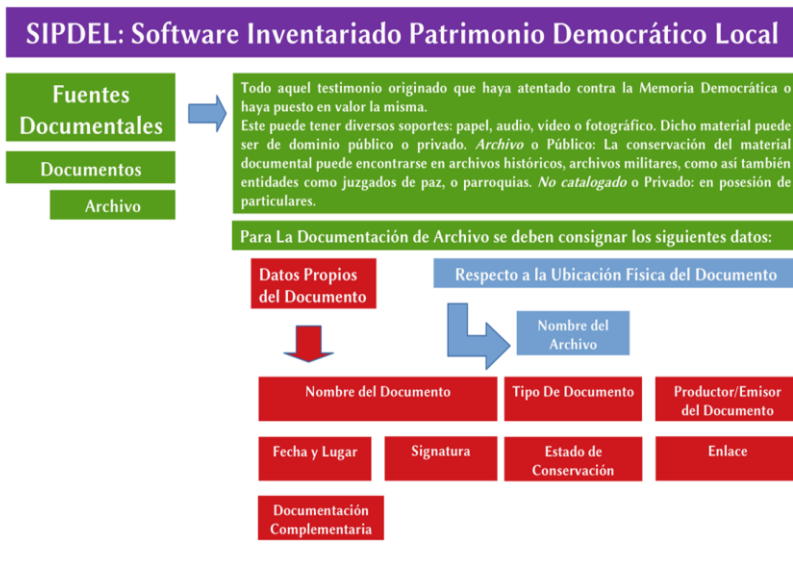 SIPDEL: Software Inventariado Patrimonio Democrático Local
Fuentes
Documentales
Documentos
Archivo
Todo aquel testimonio originado que haya atentado contra la Memoria Democrática o
haya puesto en valor la misma.
Este puede tener diversos soportes: papel, audio, vídeo o fotográfico. Dicho material puede
ser de dominio público o privado. Archivo o Público: La conservación del material
documental puede encontrarse en archivos históricos, archivos militares, como así también
entidades como juzgados de paz, o parroquias. No catalogado o Privado: en posesión de
particulares.
Para La Documentación de Archivo se deben consignar los siguientes datos:
Datos Propios
del Documento
Respecto a la Ubicación Física del Documento
Nombre del
Archivo
Nombre del Documento
Tipo De Documento
Productor/Emisor
del Documento
Fecha y Lugar
Signatura
Estado de
Conservación
Enlace
Documentación
Complementaria